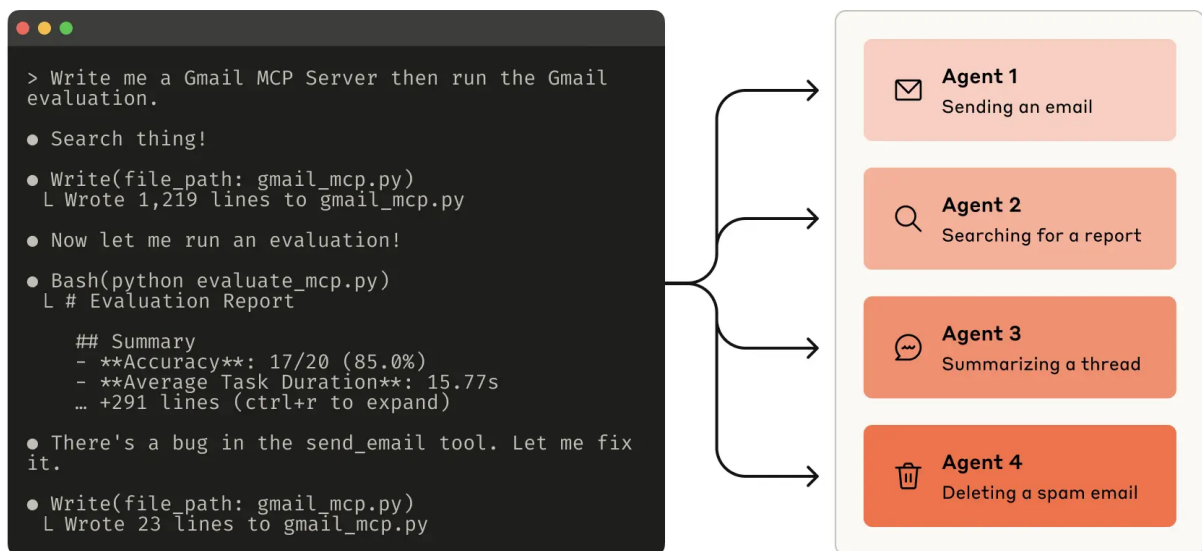 > Write me a Gmail MCP Server then run the Gmail
evaluation.
● Search thing!
● Write(file_path: gmail_mcp.py)
└ Wrote 1,219 lines to gmail_mcp.py
● Now let me run an evaluation!
● Bash(python evaluate_mcp.py)
└ # Evaluation Report
## Summary
- **Accuracy**: 17/20 (85.0%)
- **Average Task Duration**: 15.77s
… +291 lines (ctrl+r to expand)
● There's a bug in the send_email tool. Let me fix
it.
● Write(file_path: gmail_mcp.py)
└ Wrote 23 lines to gmail_mcp.py
Agent 1
Sending an email
Agent 2
Searching for a report
Agent 3
Summarizing a thread
Agent 4
Deleting a spam email